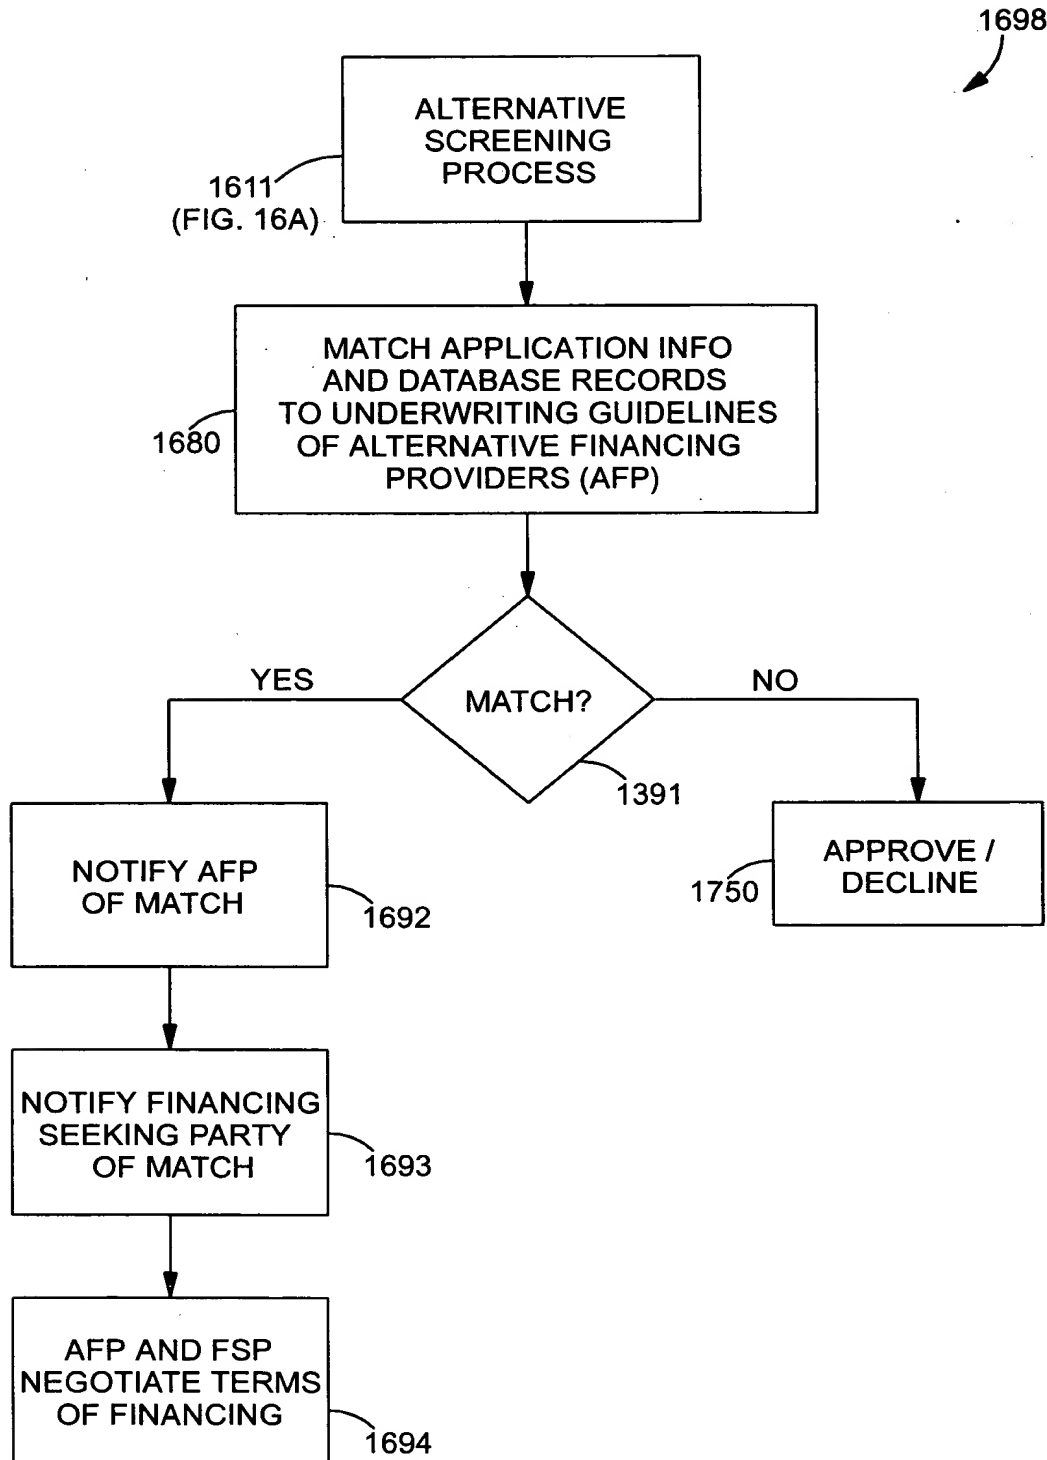 1698
ALTERNATIVE
SCREENING
PROCESS
1611
(FIG. 16A)
MATCH APPLICATION INFO
AND DATABASE RECORDS
TO UNDERWRITING GUIDELINES
OF ALTERNATIVE FINANCING
PROVIDERS (AFP)
1680
YES
MATCH?
NO
1391
NOTIFY AFP
OF MATCH
1692
APPROVE /
DECLINE
1750
NOTIFY FINANCING
SEEKING PARTY
OF MATCH
1693
AFP AND FSP
NEGOTIATE TERMS
OF FINANCING
1694